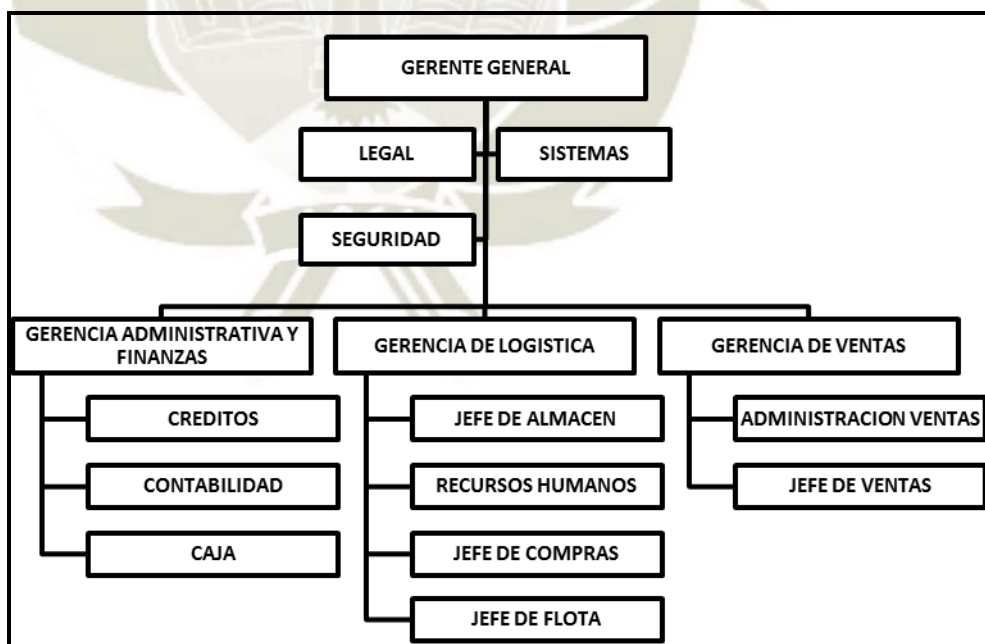 GERENTE GENERAL
LEGAL
SISTEMAS
SEGURIDAD
GERENCIA ADMINISTRATIVA Y
FINANZAS
GERENCIA DE LOGISTICA
GERENCIA DE VENTAS
CREDITOS
JEFE DE ALMACEN
ADMINISTRACION VENTAS
CONTABILIDAD
RECURSOS HUMANOS
JEFE DE VENTAS
CAJA
JEFE DE COMPRAS
JEFE DE FLOTA